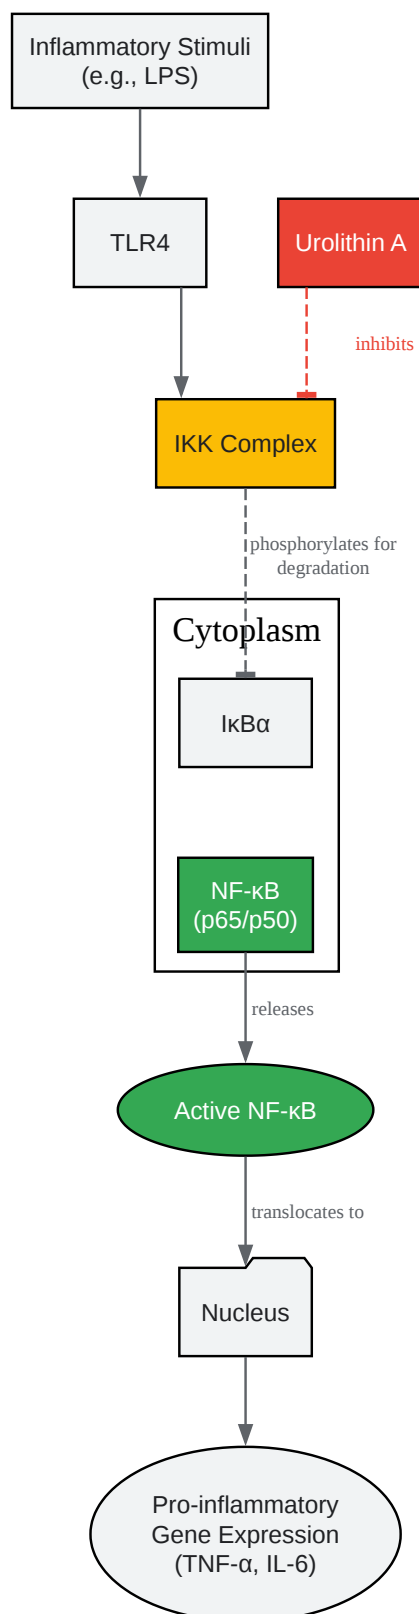 Inflammatory Stimuli
(e.g., LPS)
TLR4
Urolithin A
inhibits
IKK Complex
phosphorylates for
degradation
Cytoplasm
IκBα
NF-κB
(p65/p50)
releases
Active NF-κB
translocates to
Nucleus
Pro-inflammatory
Gene Expression
(TNF-α, IL-6)